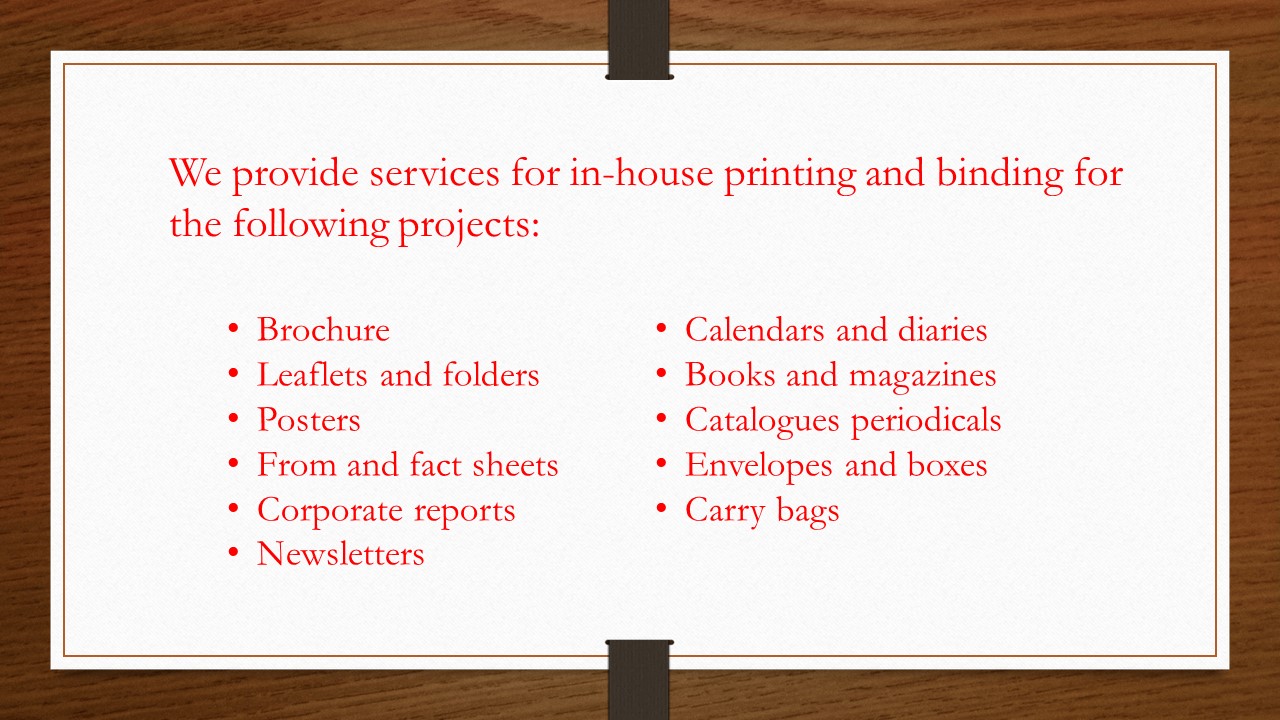 We provide services for in-house printing and binding for
the following projects:
• Brochure
• Leaflets and folders
• Posters
• From and fact sheets
• Corporate reports
• Newsletters
• Calendars and diaries
• Books and magazines
• Catalogues periodicals
• Envelopes and boxes
• Carry bags